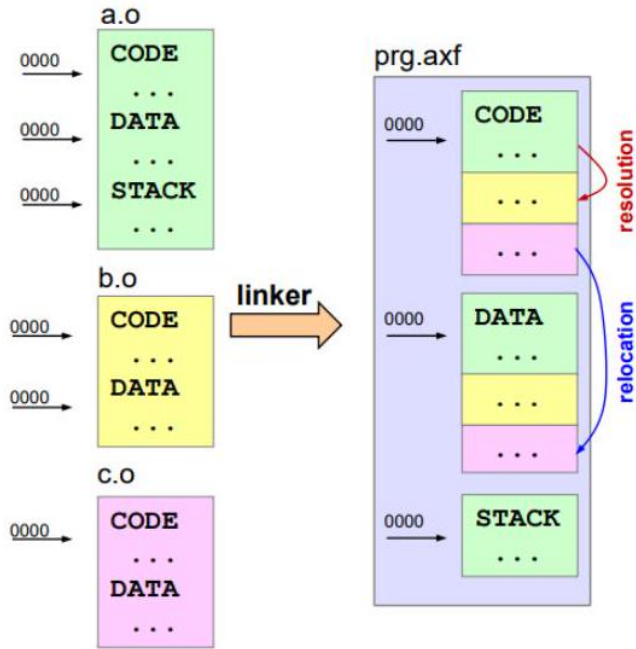 a.o
0000
CODE
...
0000
DATA
...
0000
STACK
...
b.o
0000
CODE
...
0000
DATA
...
c.o
0000
CODE
...
DATA
...
linker
prg.axf
0000
CODE
...
...
...
0000
DATA
...
...
...
0000
STACK
...
resolution
relocation